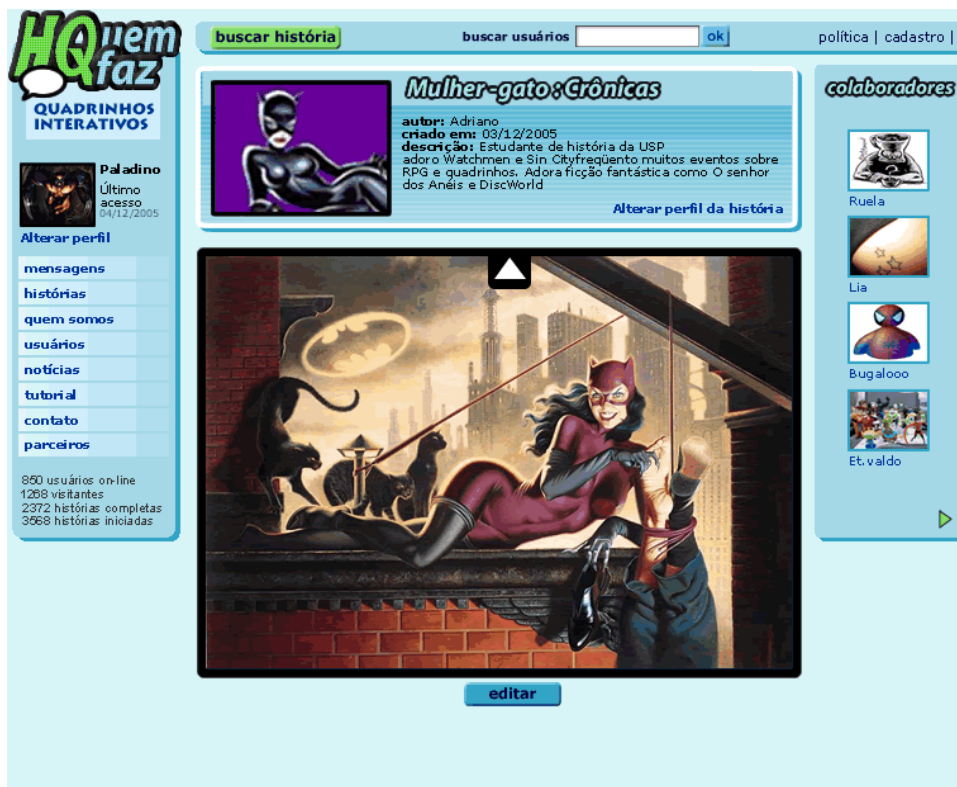 HQuem
faz
QUADRINHOS
INTERATIVOS
buscar história
buscar usuários
ok
política | cadastro |
Paladino
Último
acesso
04/12/2005
Alterar perfil
mensagens
histórias
quem somos
usuários
notícias
tutorial
contato
parceiros
850 usuários on-line
1268 visitantes
2372 histórias completas
3568 histórias iniciadas
Mulher-gato:Crônicas
autor: Adriano
criado em: 03/12/2005
descrição: Estudante de história da USP
adoro Watchmen e Sin Cityfreqüento muitos eventos sobre
RPG e quadrinhos. Adora ficção fantástica como O senhor
dos Anéis e DiscWorld
Alterar perfil da história
editar
colaboradores
Ruela
Lia
Bugalooo
Et.valdo